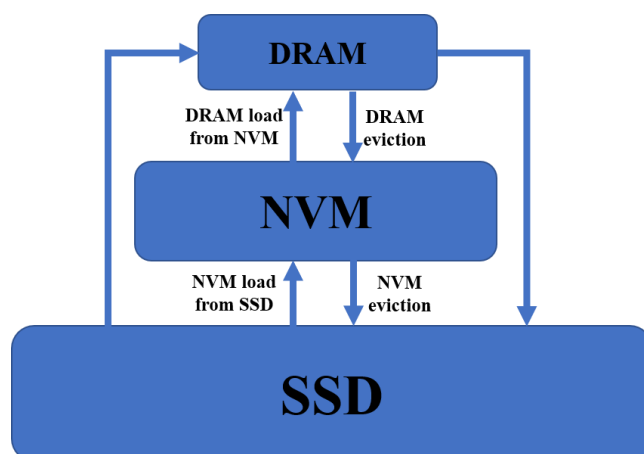 DRAM
DRAM load
from NVM
DRAM
eviction
NVM
NVM load
from SSD
NVM
eviction
SSD